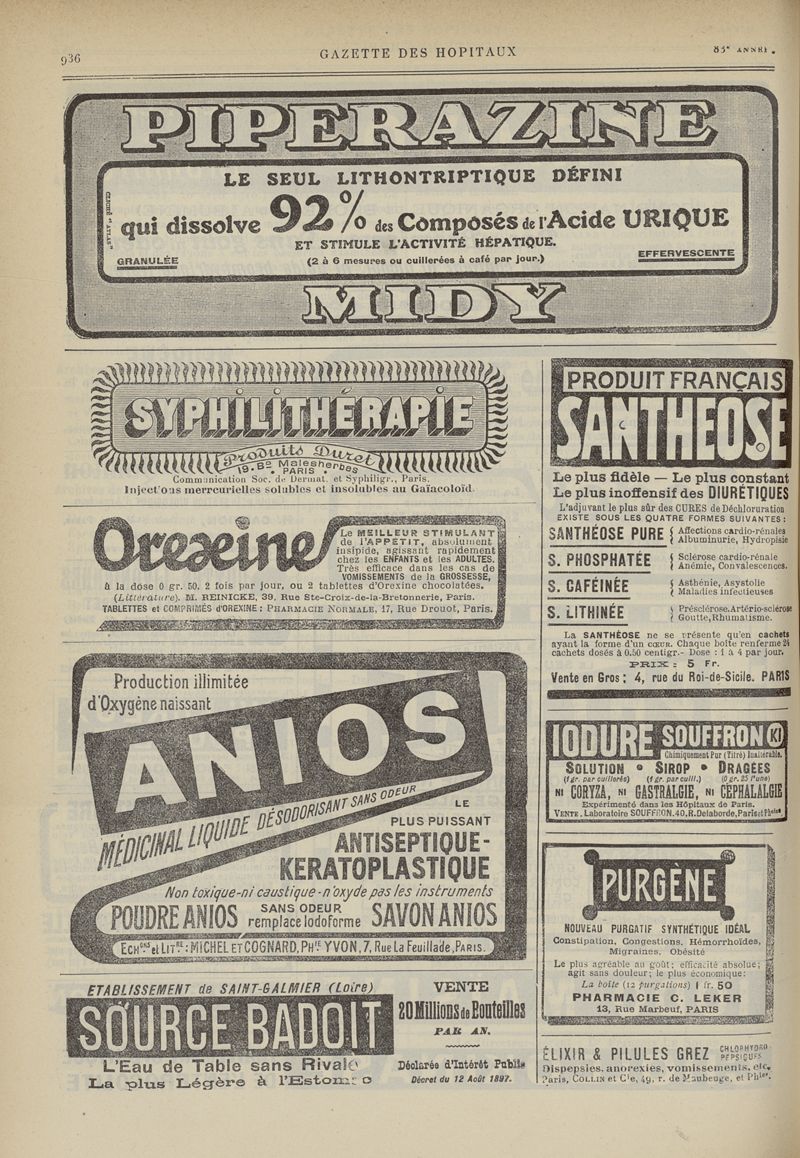 936
GAZETTE DES HOPITAUX
83e ANNÉE.
PIPERAZINE
LE SEUL LITHONTRIPTIQUE DÉFINI
qui dissolve 92% des Composés de l'Acide URIQUE
ET STIMULE L'ACTIVITÉ HÉPATIQUE.
GRANULÉE
(2 à 6 mesures ou cuillerées à café par jour.)
EFFERVESCENTE
MIDY
SYPHILITHÉRAPIE
Produits Duret
19. Bd Malesherbes
• PARIS •
Communication Soc. de Dermat. et Syphiligr., Paris.
Injections mercurielles solubles et insolubles au Gaïacoloïd.
Orexine
Le MEILLEUR STIMULANT
de l'APPETIT, absolument
insipide, agissant rapidement
chez les ENFANTS et les ADULTES.
Très efficace dans les cas de
VOMISSEMENTS de la GROSSESSE,
à la dose 0 gr. 50, 2 fois par jour, ou 2 tablettes d'Orexine chocolatées.
(Littérature). M. REINICKE, 39, Rue Ste-Croix-de-la-Bretonnerie, Paris.
TABLETTES et COMPRIMÉS d'OREXINE: PHARMACIE NORMALE, 17, Rue Drouot, Paris.
Production illimitée
d'Oxygène naissant
ANIOS
MÉDICINAL LIQUIDE DÉSODORISANT SANS ODEUR
LE
PLUS PUISSANT
ANTISEPTIQUE-
KERATOPLASTIQUE
Non toxique-ni caustique-n'oxyde pas les instruments
POUDRE ANIOS SANS ODEUR remplace Iodoforme SAVON ANIOS
ECHons et LITre: MICHEL ET COGNARD, PHie YVON, 7, Rue La Feuillade, PARIS.
ETABLISSEMENT de SAINT-GALMIER (Loire)
SOURCE BADOIT
L'Eau de Table sans Rivale
La plus Légère à l'Estomac
VENTE
20 Millions de Bouteilles
PAR AN.
Déclarée d'Intérêt Public
Décret du 12 Août 1897.
PRODUIT FRANÇAIS
SANTHEOSE
Le plus fidèle — Le plus constant
Le plus inoffensif des DIURÉTIQUES
L'adjuvant le plus sûr des CURES de Déchloruration
EXISTE SOUS LES QUATRE FORMES SUIVANTES:
SANTHÉOSE PURE { Affections cardio-rénales
Albuminurie, Hydropisie
S. PHOSPHATÉE { Sclérose cardio-rénale
Anémie, Convalescences.
S. CAFÉINÉE { Asthénie, Asystolie
Maladies infectieuses
S. LITHINÉE { Présclérose. Artério-sclérose
Goutte, Rhumatisme.
La SANTHÉOSE ne se présente qu'en cachets
ayant la forme d'un cœur. Chaque boîte renferme 24
cachets dosés à 0.50 centigr. - Dose : 1 à 4 par jour.
PRIX : 5 Fr.
Vente en Gros: 4, rue du Roi-de-Sicile. PARIS
IODURE SOUFFRON KI
Chimiquement Pur (Titré) Inaltérable.
SOLUTION • SIROP • DRAGÉES
(1 gr. par cuillerée) (1 gr. par cuill.) (0 gr. 25 l'une)
NI CORYZA, NI GASTRALGIE, NI CÉPHALALGIE
Expérimenté dans les Hôpitaux de Paris.
VENTE. Laboratoire SOUFFRON. 40, R. Delaborde, Paris et Phcies
PURGÈNE
NOUVEAU PURGATIF SYNTHÉTIQUE IDÉAL
Constipation, Congestions, Hémorrhoïdes,
Migraines, Obésité
Le plus agréable au goût; efficacité absolue;
agit sans douleur; le plus économique:
La boîte (12 purgations) 1 fr. 50
PHARMACIE C. LEKER
13, Rue Marbeuf, PARIS
ÉLIXIR & PILULES GREZ CHLOPHYDRO PEPSIQUES
Dispepsies, anorexies, vomissements, etc,
Paris, COLLIN et Cie, 49, r. de Maubeuge, et Phies.